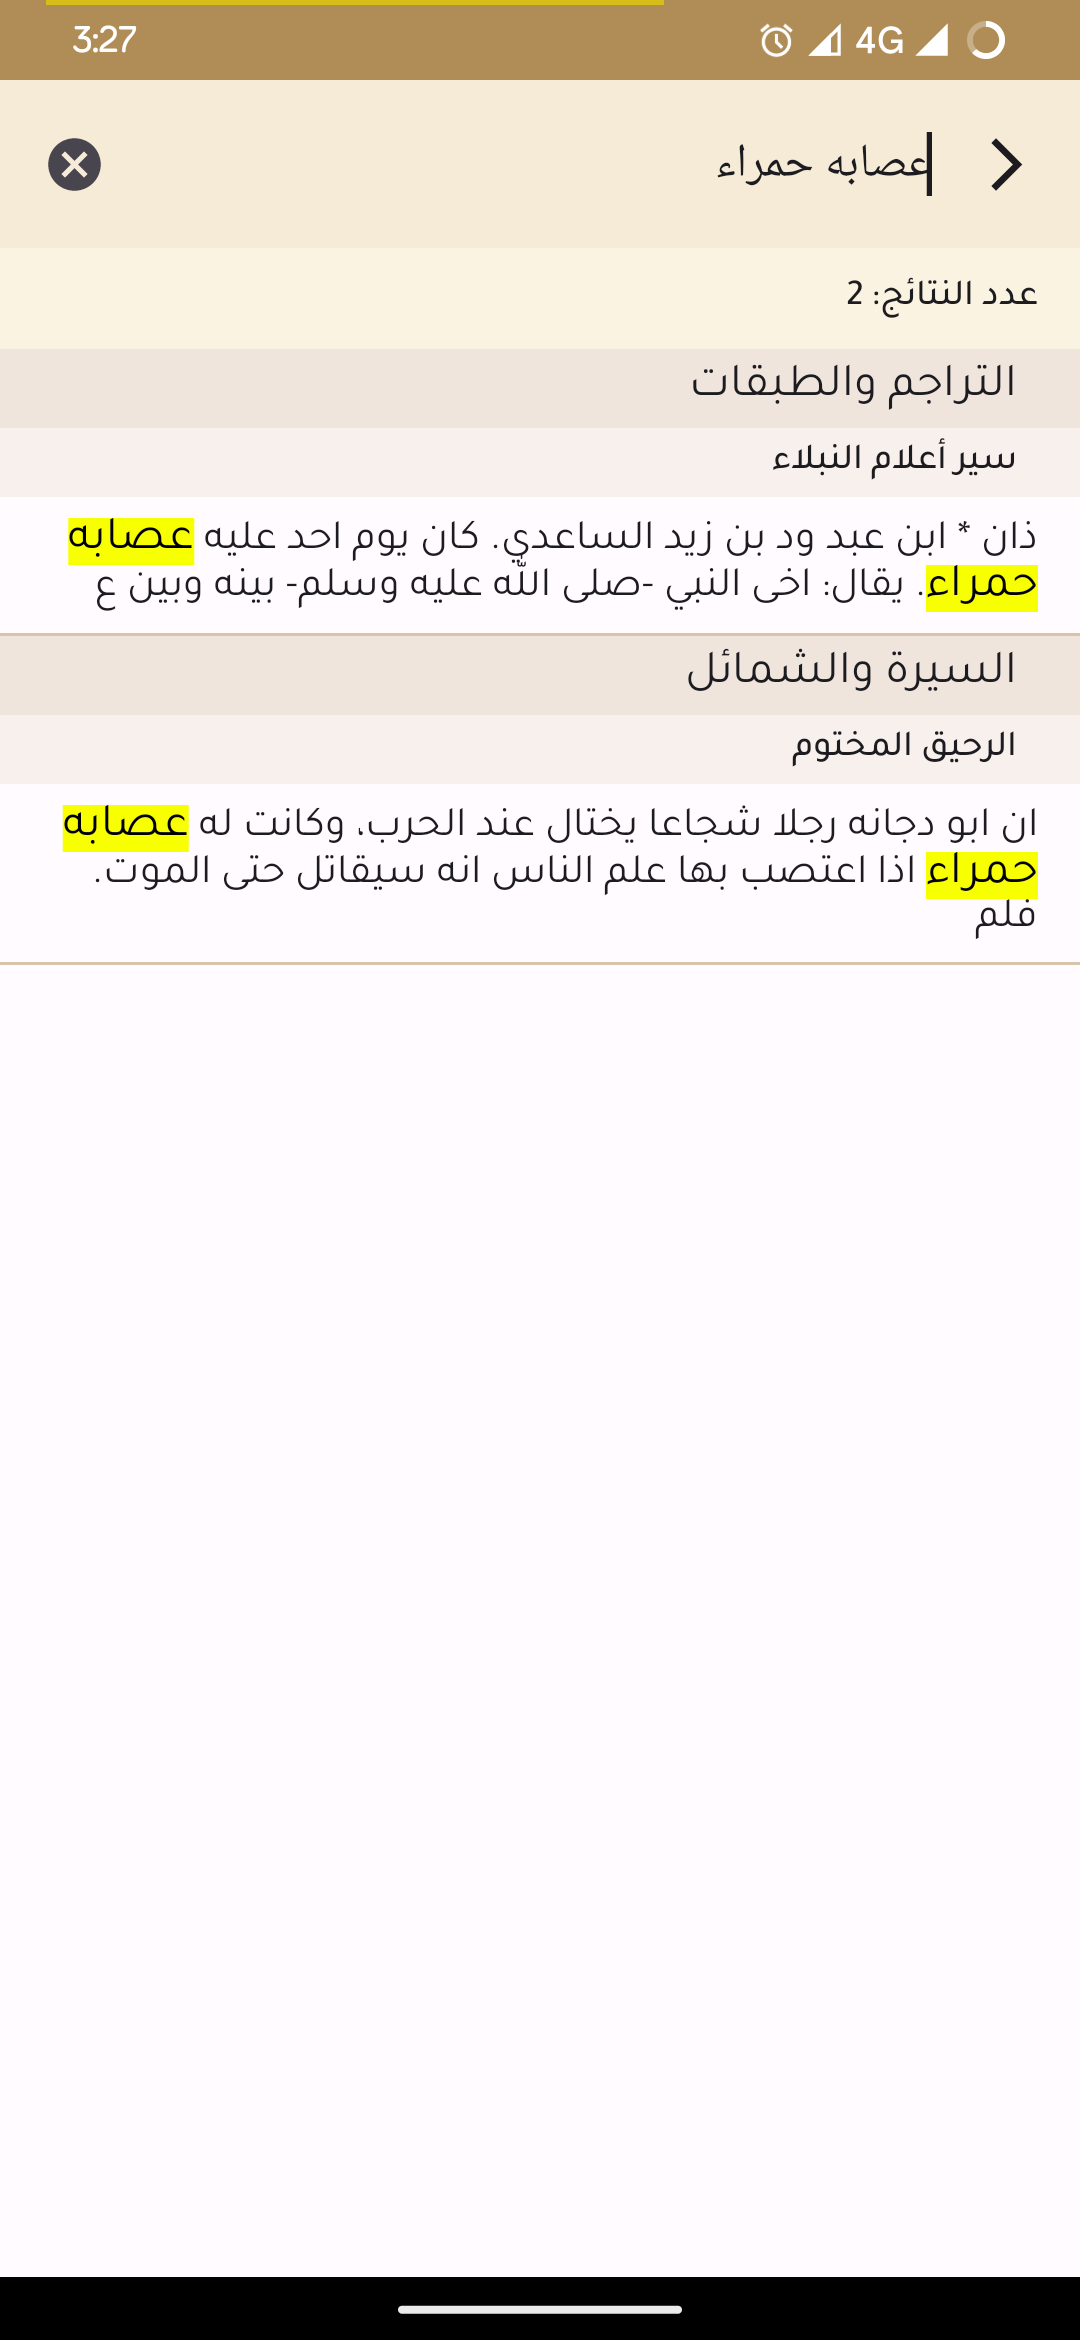 3:27
4G
عصابه حمراء
عدد النتائج: 2
التراجم والطبقات
سير أعلام النبلاء
ذان * ابن عبد ود بن زيد الساعدي. كان يوم احد عليه عصابه
حمراء. يقال: اخى النبي -صلى الله عليه وسلم- بينه وبين ع
السيرة والشمائل
الرحيق المختوم
ان ابو دجانه رجلا شجاعا يختال عند الحرب، وكانت له عصابه
حمراء اذا اعتصب بها علم الناس انه سيقاتل حتى الموت.
فلم